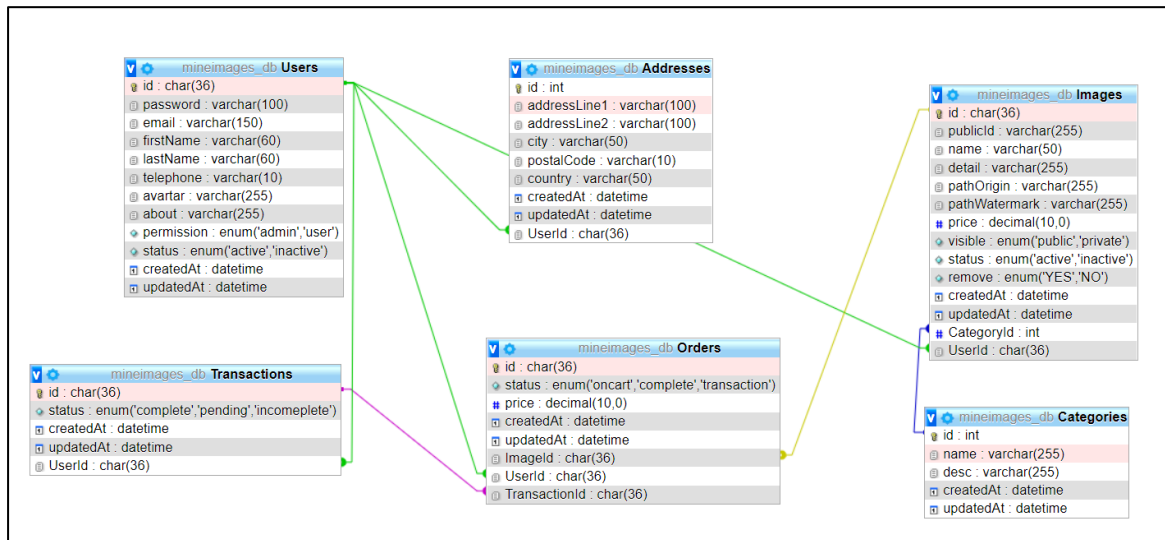 mineimages_db Users
id : char(36)
password : varchar(100)
email : varchar(150)
firstName : varchar(60)
lastName : varchar(60)
telephone : varchar(10)
avartar : varchar(255)
about : varchar(255)
permission : enum('admin','user')
status : enum('active','inactive')
createdAt : datetime
updatedAt : datetime
mineimages_db Addresses
id : int
addressLine1 : varchar(100)
addressLine2 : varchar(100)
city : varchar(50)
postalCode : varchar(10)
country : varchar(50)
createdAt : datetime
updatedAt : datetime
UserId : char(36)
mineimages_db Images
id : char(36)
publicId : varchar(255)
name : varchar(50)
detail : varchar(255)
pathOrigin : varchar(255)
pathWatermark : varchar(255)
price : decimal(10,0)
visible : enum('public','private')
status : enum('active','inactive')
remove : enum('YES','NO')
createdAt : datetime
updatedAt : datetime
CategoryId : int
UserId : char(36)
mineimages_db Transactions
id : char(36)
status : enum('complete','pending','incomeplete')
createdAt : datetime
updatedAt : datetime
UserId : char(36)
mineimages_db Orders
id : char(36)
status : enum('oncart','complete','transaction')
price : decimal(10,0)
createdAt : datetime
updatedAt : datetime
ImageId : char(36)
UserId : char(36)
TransactionId : char(36)
mineimages_db Categories
id : int
name : varchar(255)
desc : varchar(255)
createdAt : datetime
updatedAt : datetime